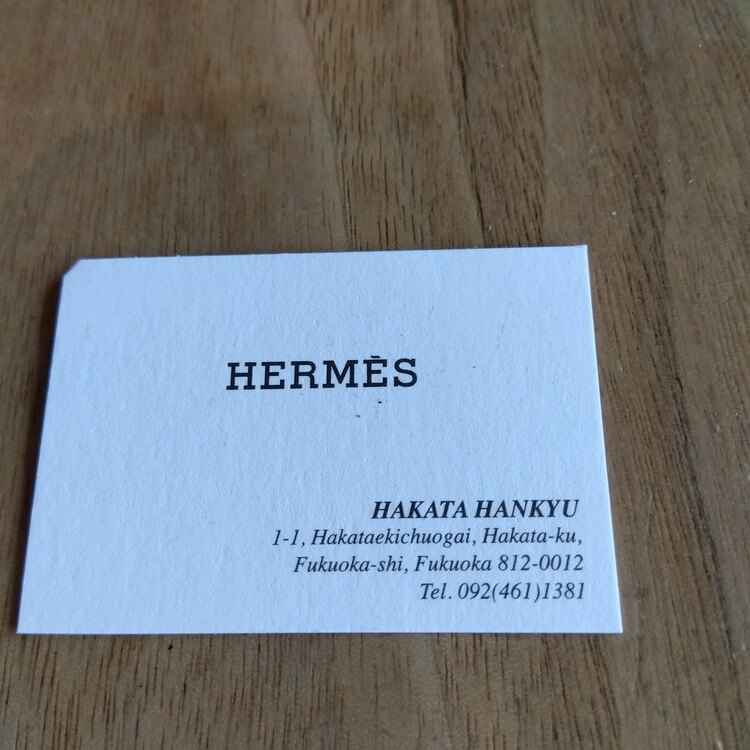 HERMÈS
HAKATA HANKYU
1-1, Hakataekichuogai, Hakata-ku,
Fukuoka-shi, Fukuoka 812-0012
Tel. 092(461)1381